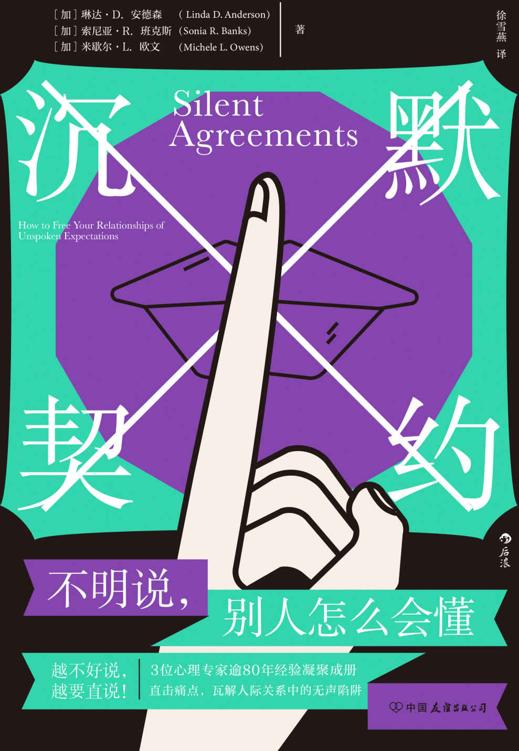 [加]琳达·D. 安德森 (Linda D. Anderson)
[加]索尼亚·R. 班克斯 (Sonia R. Banks)
[加]米歇尔·L. 欧文 (Michele L. Owens)
著
徐雪燕 译
Silent
Agreements
沉默
How to Free Your Relationships of
Unspoken Expectations
契约
后浪
不明说，
别人怎么会懂
越不好说，
越要直说！
3位心理专家逾80年经验凝聚成册
直击痛点，瓦解人际关系中的无声陷阱
中国友谊出版公司